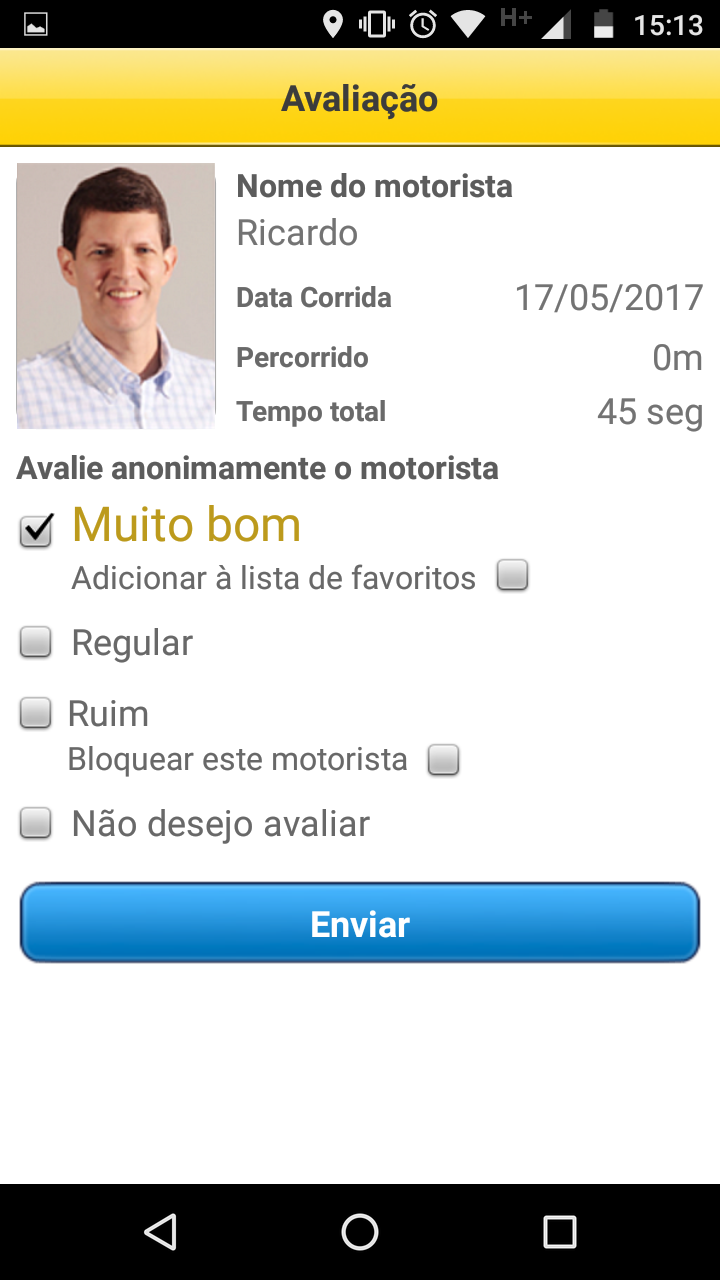 H+ 15:13
Avaliação
Nome do motorista
Ricardo
Data Corrida 17/05/2017
Percorrido 0m
Tempo total 45 seg
Avalie anonimamente o motorista
Muito bom
Adicionar à lista de favoritos
Regular
Ruim
Bloquear este motorista
Não desejo avaliar
Enviar